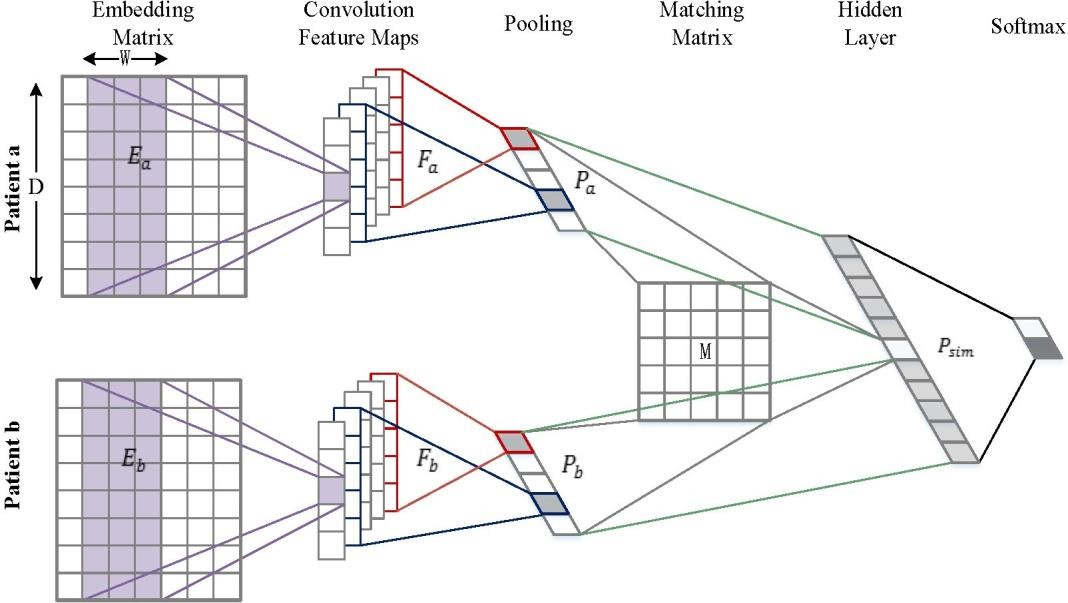 Embedding
Matrix
Convolution
Feature Maps
Pooling
Matching
Matrix
Hidden
Layer
Softmax
W
Patient a
D
E_a
F_a
P_a
M
P_sim
Patient b
E_b
F_b
P_b